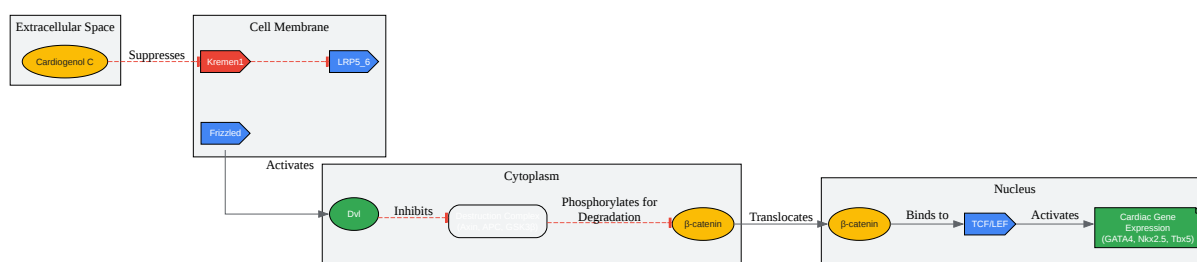 Extracellular Space
Cardiogenol C
Suppresses
Cell Membrane
Kremen1
LRP5_6
Frizzled
Activates
Cytoplasm
Dvl
Inhibits
Phosphorylates for
Degradation
β-catenin
Translocates
Nucleus
β-catenin
Binds to
TCF/LEF
Activates
Cardiac Gene
Expression
(GATA4, Nkx2.5, Tbx5)